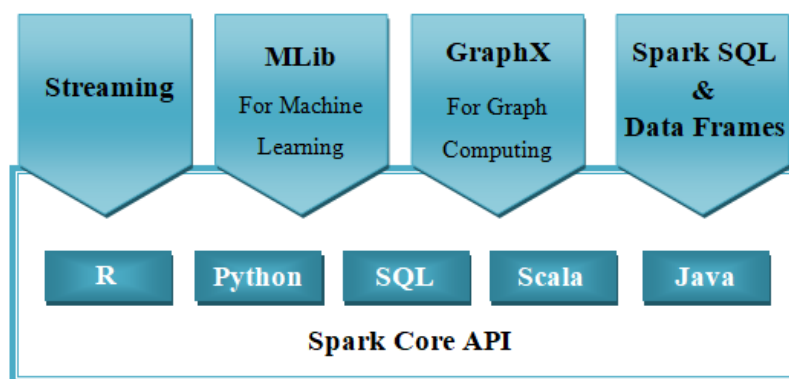 Streaming
MLib
For Machine
Learning
GraphX
For Graph
Computing
Spark SQL
&
Data Frames
R
Python
SQL
Scala
Java
Spark Core API